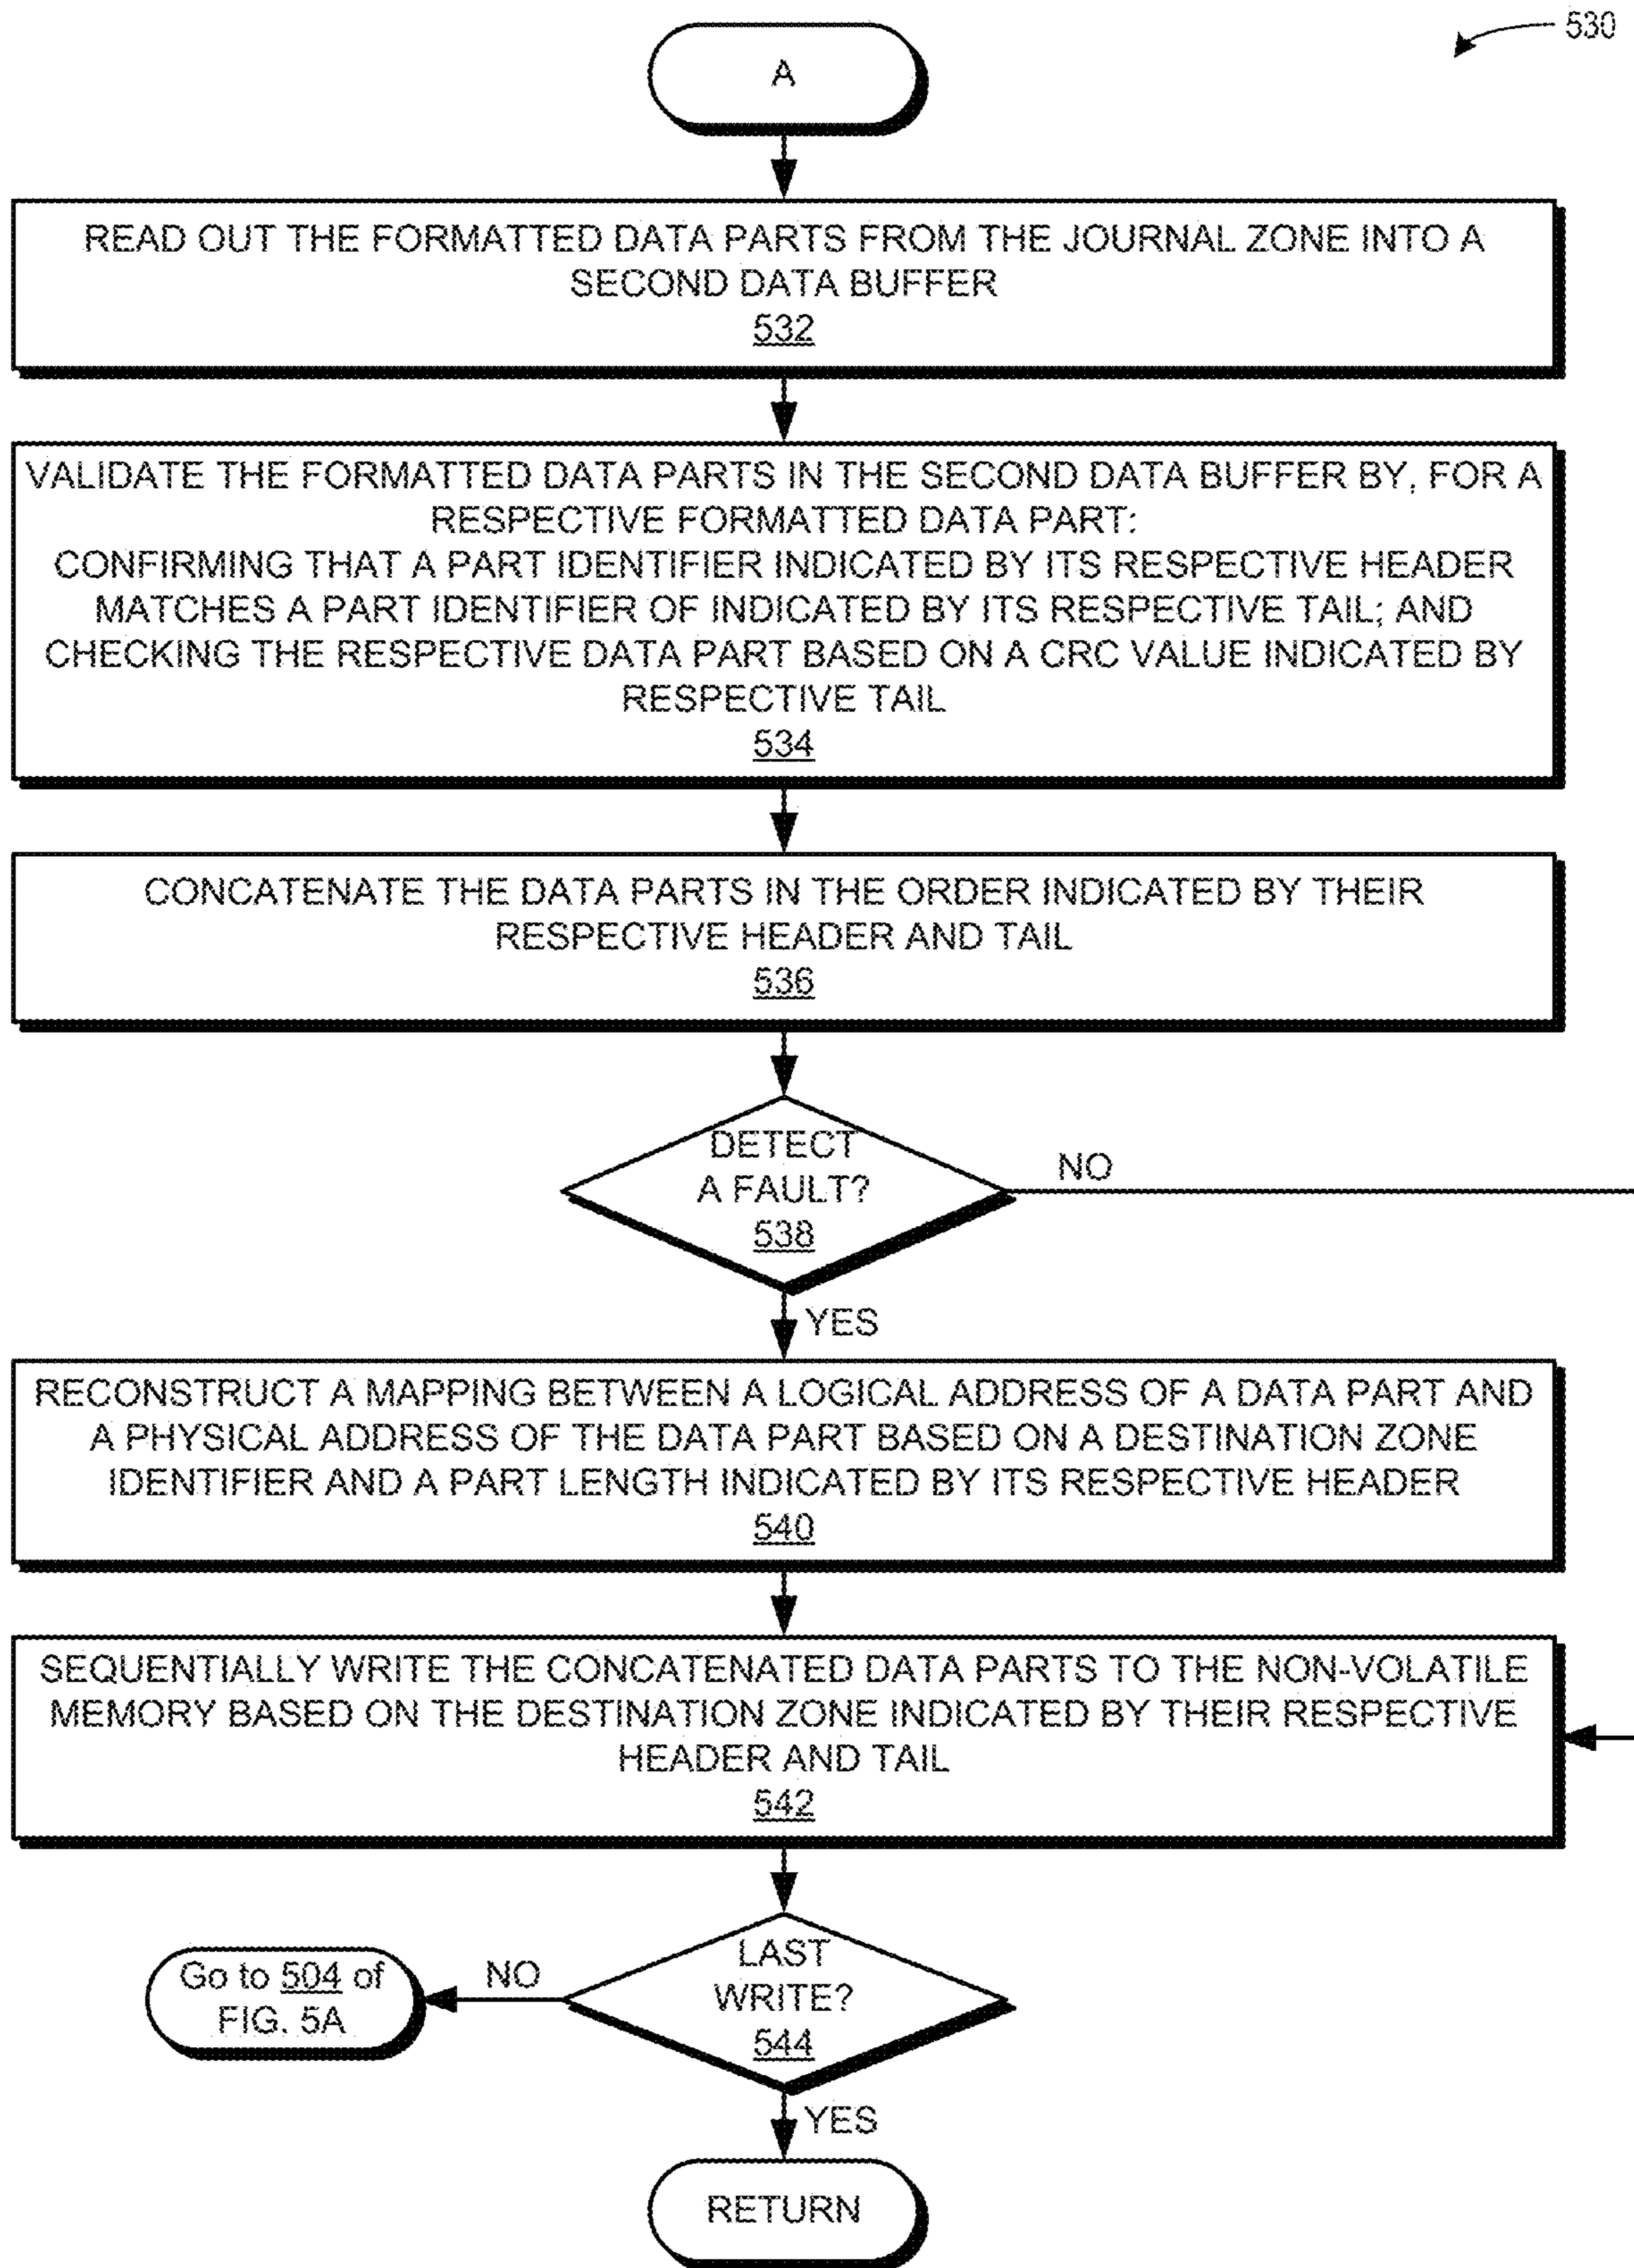 530
A
READ OUT THE FORMATTED DATA PARTS FROM THE JOURNAL ZONE INTO A
SECOND DATA BUFFER
532
VALIDATE THE FORMATTED DATA PARTS IN THE SECOND DATA BUFFER BY, FOR A
RESPECTIVE FORMATTED DATA PART:
CONFIRMING THAT A PART IDENTIFIER INDICATED BY ITS RESPECTIVE HEADER
MATCHES A PART IDENTIFIER OF INDICATED BY ITS RESPECTIVE TAIL; AND
CHECKING THE RESPECTIVE DATA PART BASED ON A CRC VALUE INDICATED BY
RESPECTIVE TAIL
534
CONCATENATE THE DATA PARTS IN THE ORDER INDICATED BY THEIR
RESPECTIVE HEADER AND TAIL
536
DETECT
A FAULT?
538
NO
YES
RECONSTRUCT A MAPPING BETWEEN A LOGICAL ADDRESS OF A DATA PART AND
A PHYSICAL ADDRESS OF THE DATA PART BASED ON A DESTINATION ZONE
IDENTIFIER AND A PART LENGTH INDICATED BY ITS RESPECTIVE HEADER
540
SEQUENTIALLY WRITE THE CONCATENATED DATA PARTS TO THE NON-VOLATILE
MEMORY BASED ON THE DESTINATION ZONE INDICATED BY THEIR RESPECTIVE
HEADER AND TAIL
542
LAST
WRITE?
544
NO
Go to 504 of
FIG. 5A
YES
RETURN